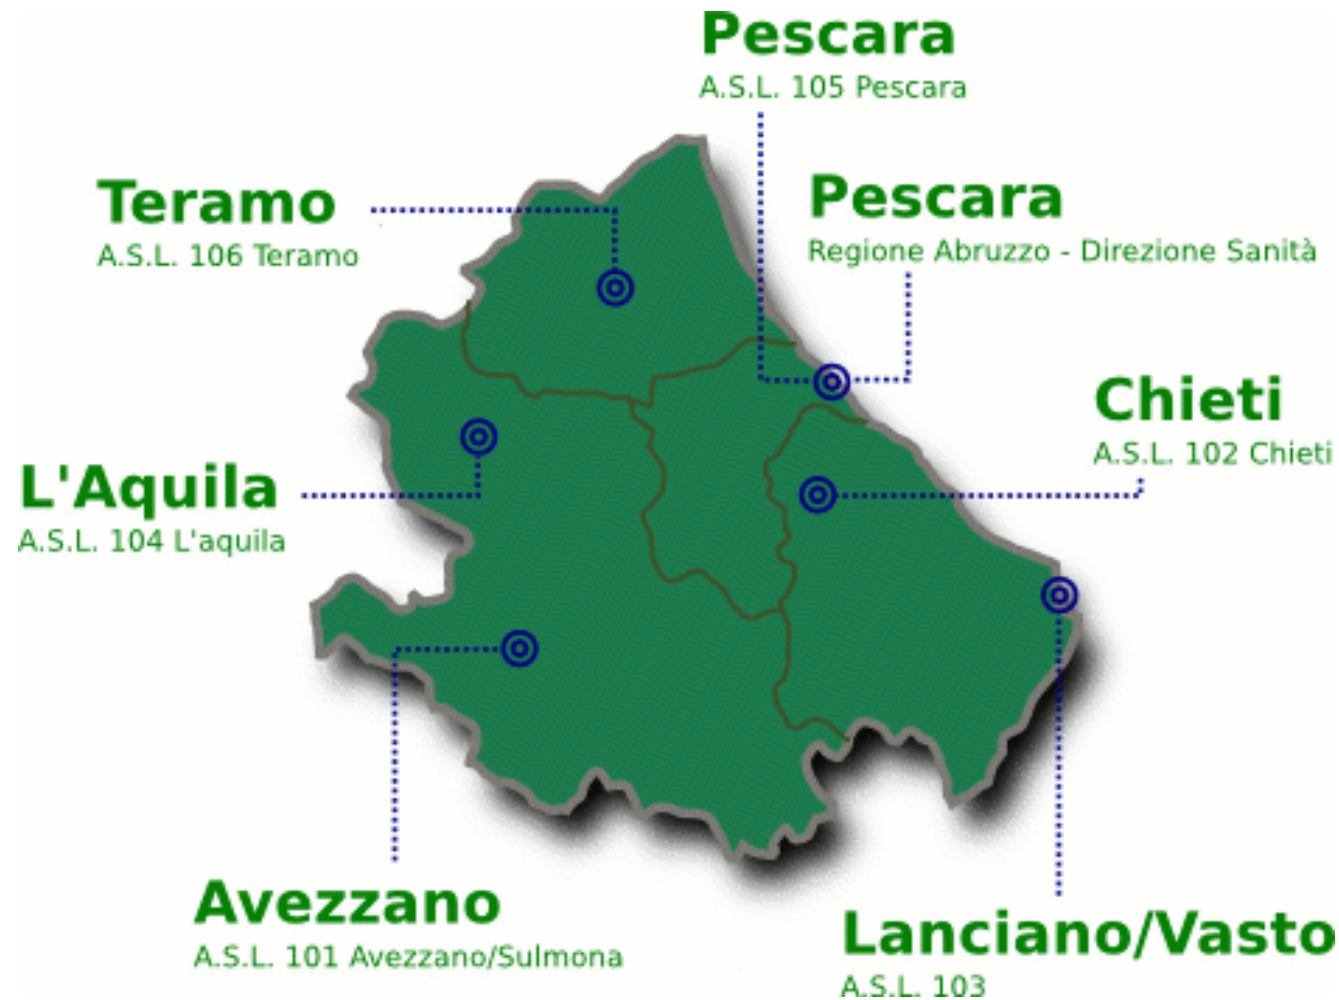 Pescara
A.S.L. 105 Pescara
Teramo
A.S.L. 106 Teramo
Pescara
Regione Abruzzo - Direzione Sanità
Chieti
A.S.L. 102 Chieti
L'Aquila
A.S.L. 104 L'aquila
Avezzano
A.S.L. 101 Avezzano/Sulmona
Lanciano/Vasto
A.S.L. 103